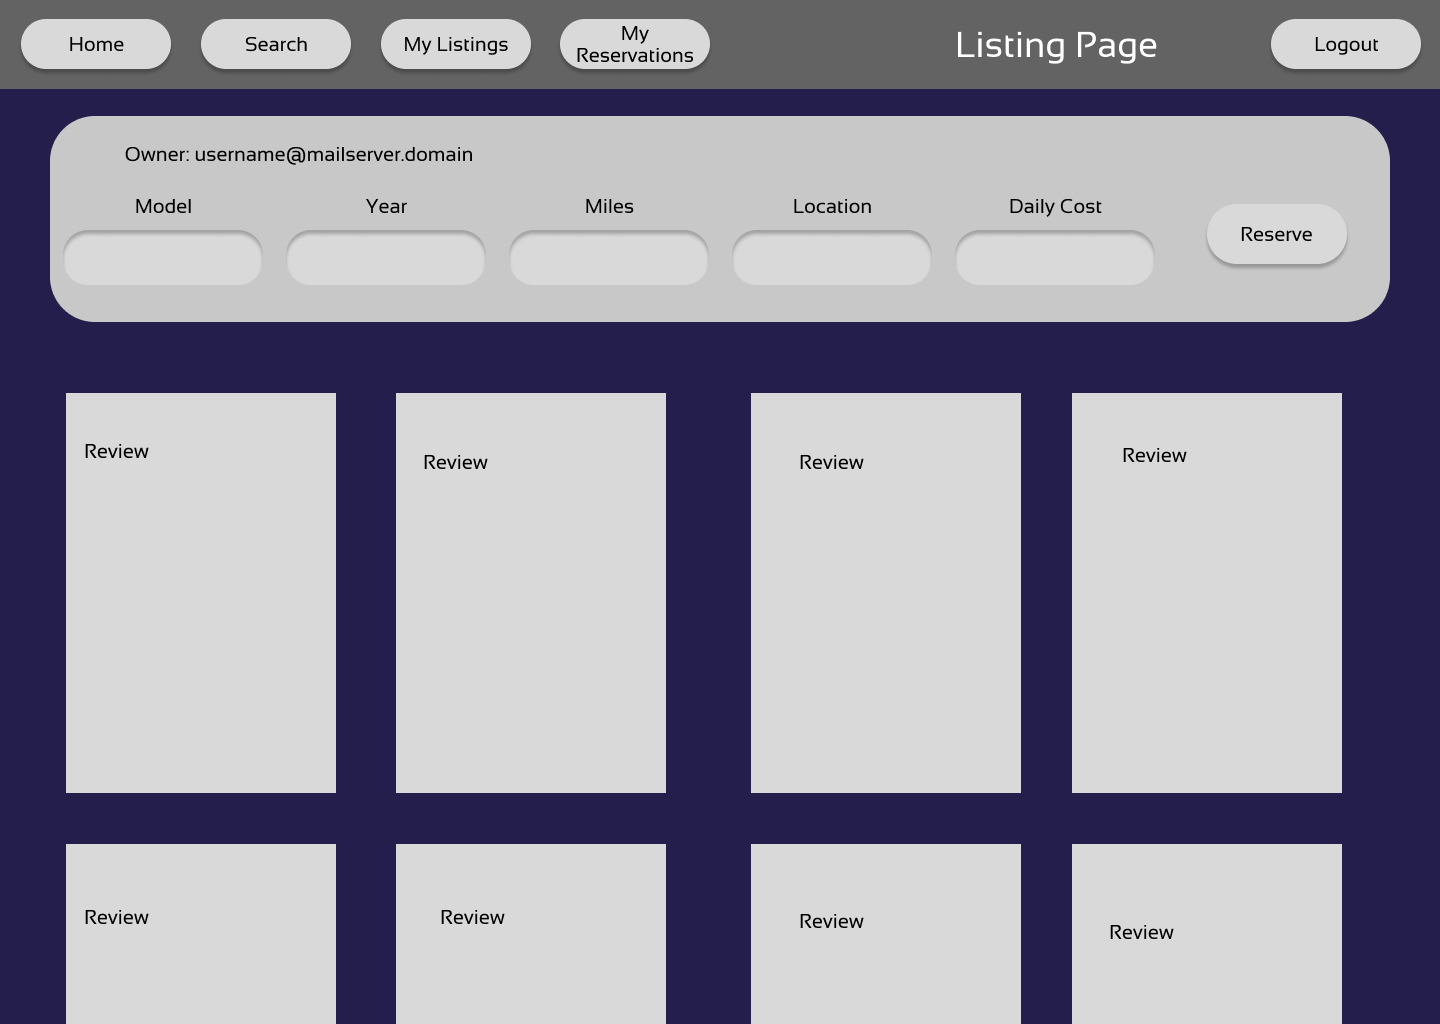 Home
Search
My Listings
My
Reservations
Listing Page
Logout
Owner: username@mailserver.domain
Model
Year
Miles
Location
Daily Cost
Reserve
Review
Review
Review
Review
Review
Review
Review
Review